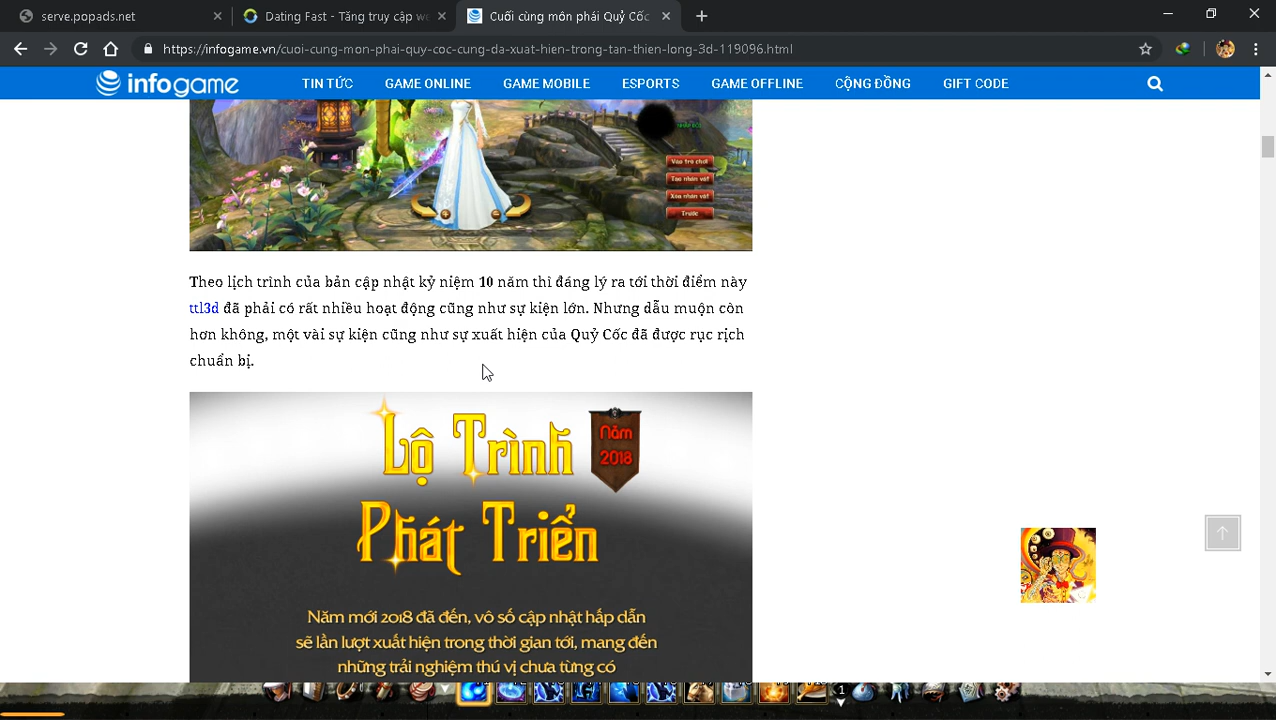 serve.popads.net
Dating Fast - Tăng truy cập we
Cuối cùng môn phái Quỷ Cốc
https://infogame.vn/cuoi-cung-mon-phai-quy-coc-cung-da-xuat-hien-trong-tan-thien-long-3d-119096.html
infogame TIN TỨC GAME ONLINE GAME MOBILE ESPORTS GAME OFFLINE CỘNG ĐỒNG GIFT CODE
Vào trò chơi
Tạo nhân vật
Xóa nhân vật
Trước
Theo lịch trình của bản cập nhật kỷ niệm 10 năm thì đáng lý ra tới thời điểm này
ttl3d đã phải có rất nhiều hoạt động cũng như sự kiện lớn. Nhưng dẫu muộn còn
hơn không, một vài sự kiện cũng như sự xuất hiện của Quỷ Cốc đã được rục rịch
chuẩn bị.
Lộ Trình
Năm
2018
Phát Triển
Năm mới 2018 đã đến, vô số cập nhật hấp dẫn
sẽ lần lượt xuất hiện trong thời gian tới, mang đến
những trải nghiệm thú vị chưa từng có
1